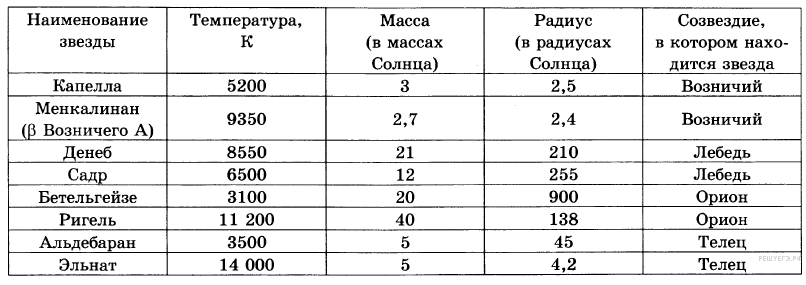 Наименование звезды | Температура, К | Масса (в массах Солнца) | Радиус (в радиусах Солнца) | Созвездие, в котором нахо-дится звезда
Капелла | 5200 | 3 | 2,5 | Возничий
Менкалинан (β Возничего А) | 9350 | 2,7 | 2,4 | Возничий
Денеб | 8550 | 21 | 210 | Лебедь
Садр | 6500 | 12 | 255 | Лебедь
Бетельгейзе | 3100 | 20 | 900 | Орион
Ригель | 11 200 | 40 | 138 | Орион
Альдебаран | 3500 | 5 | 45 | Телец
Эльнат | 14 000 | 5 | 4,2 | Телец
РЕШУЕГЭ.РФ